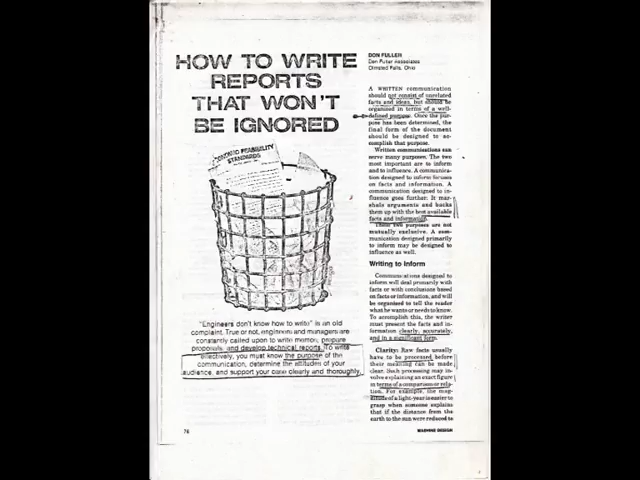 HOW TO WRITE
REPORTS
THAT WON'T
BE IGNORED
STANDARDS
"Engineers don't know how to write" is an old
complaint. True or not, engineers and managers are
constantly called upon to write memos, prepare
proposals, and develop technical reports. To write
effectively, you must know the purpose of the
communication, determine the attitudes of your
audience, and support your case clearly and thoroughly.
DON FULLER
Don Fuller Associates
Olmsted Falls, Ohio
A WRITTEN communication
should not consist of unrelated
facts and ideas, but should be
organized in terms of a well-
defined purpose. Once the pur-
pose has been determined, the
final form of the document
should be designed to ac-
complish that purpose.
Written communications can
serve many purposes. The two
most important are to inform
and to influence. A communica-
tion designed to inform focuses
on facts and information. A
communication designed to in-
fluence goes further. It mar-
shals arguments and backs
them up with the best available
facts and information.
These two purposes are not
mutually exclusive. A com-
munication designed primarily
to inform may be designed to
influence as well.
Writing to Inform
Communications designed to
inform will deal primarily with
facts or with conclusions based
on facts or information, and will
be organized to tell the reader
what he wants or needs to know.
To accomplish this, the writer
must present the facts and in-
formation clearly, accurately,
and in a significant form.
Clarity: Raw facts usually
have to be processed before
their meaning can be made
clear. Such processing may in-
volve explaining an exact figure
in terms of a comparison or rela-
tion. For example, the mag-
nitude of a light-year is easier to
grasp when someone explains
that if the distance from the
earth to the sun were reduced to
76
MACHINE DESIGN